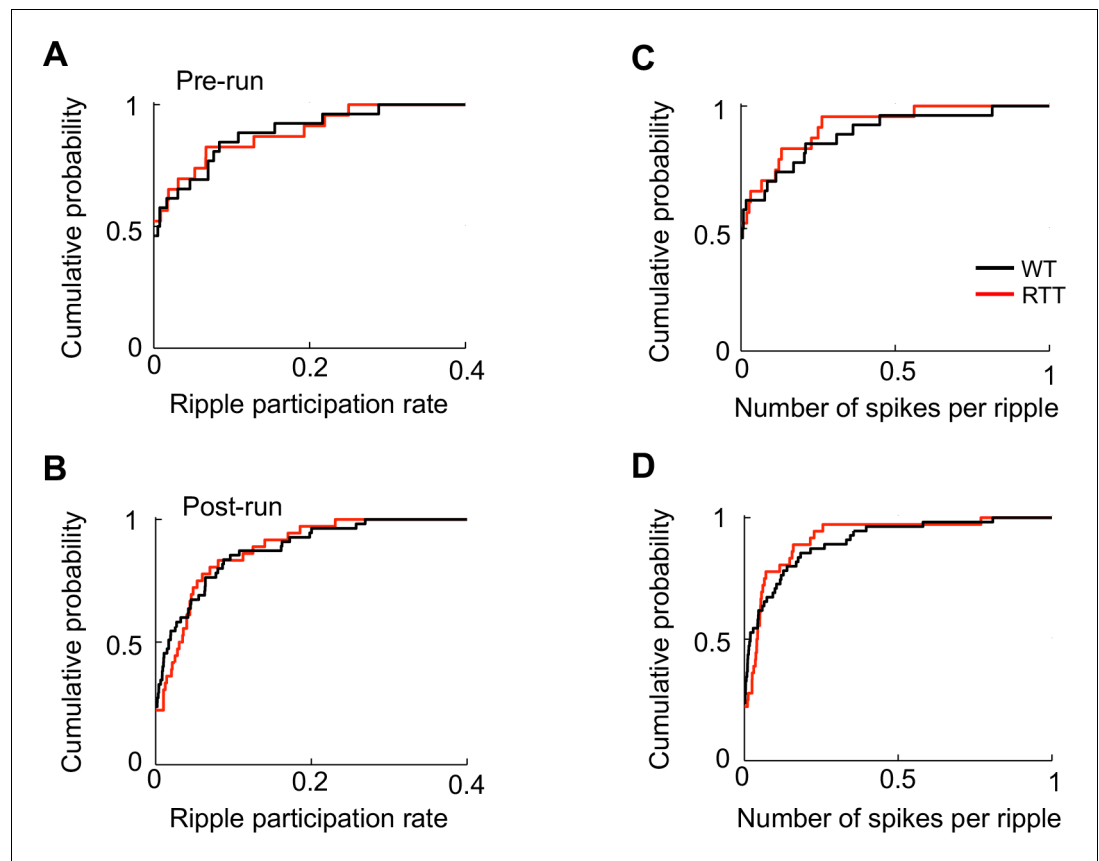 A
Pre-run
Cumulative probability
1
0.5
0
0
0.2
0.4
Ripple participation rate
C
Cumulative probability
1
0.5
0
0
0.5
1
Number of spikes per ripple
WT
RTT
B
Post-run
Cumulative probability
1
0.5
0
0
0.2
0.4
Ripple participation rate
D
Cumulative probability
1
0.5
0
0
0.5
1
Number of spikes per ripple